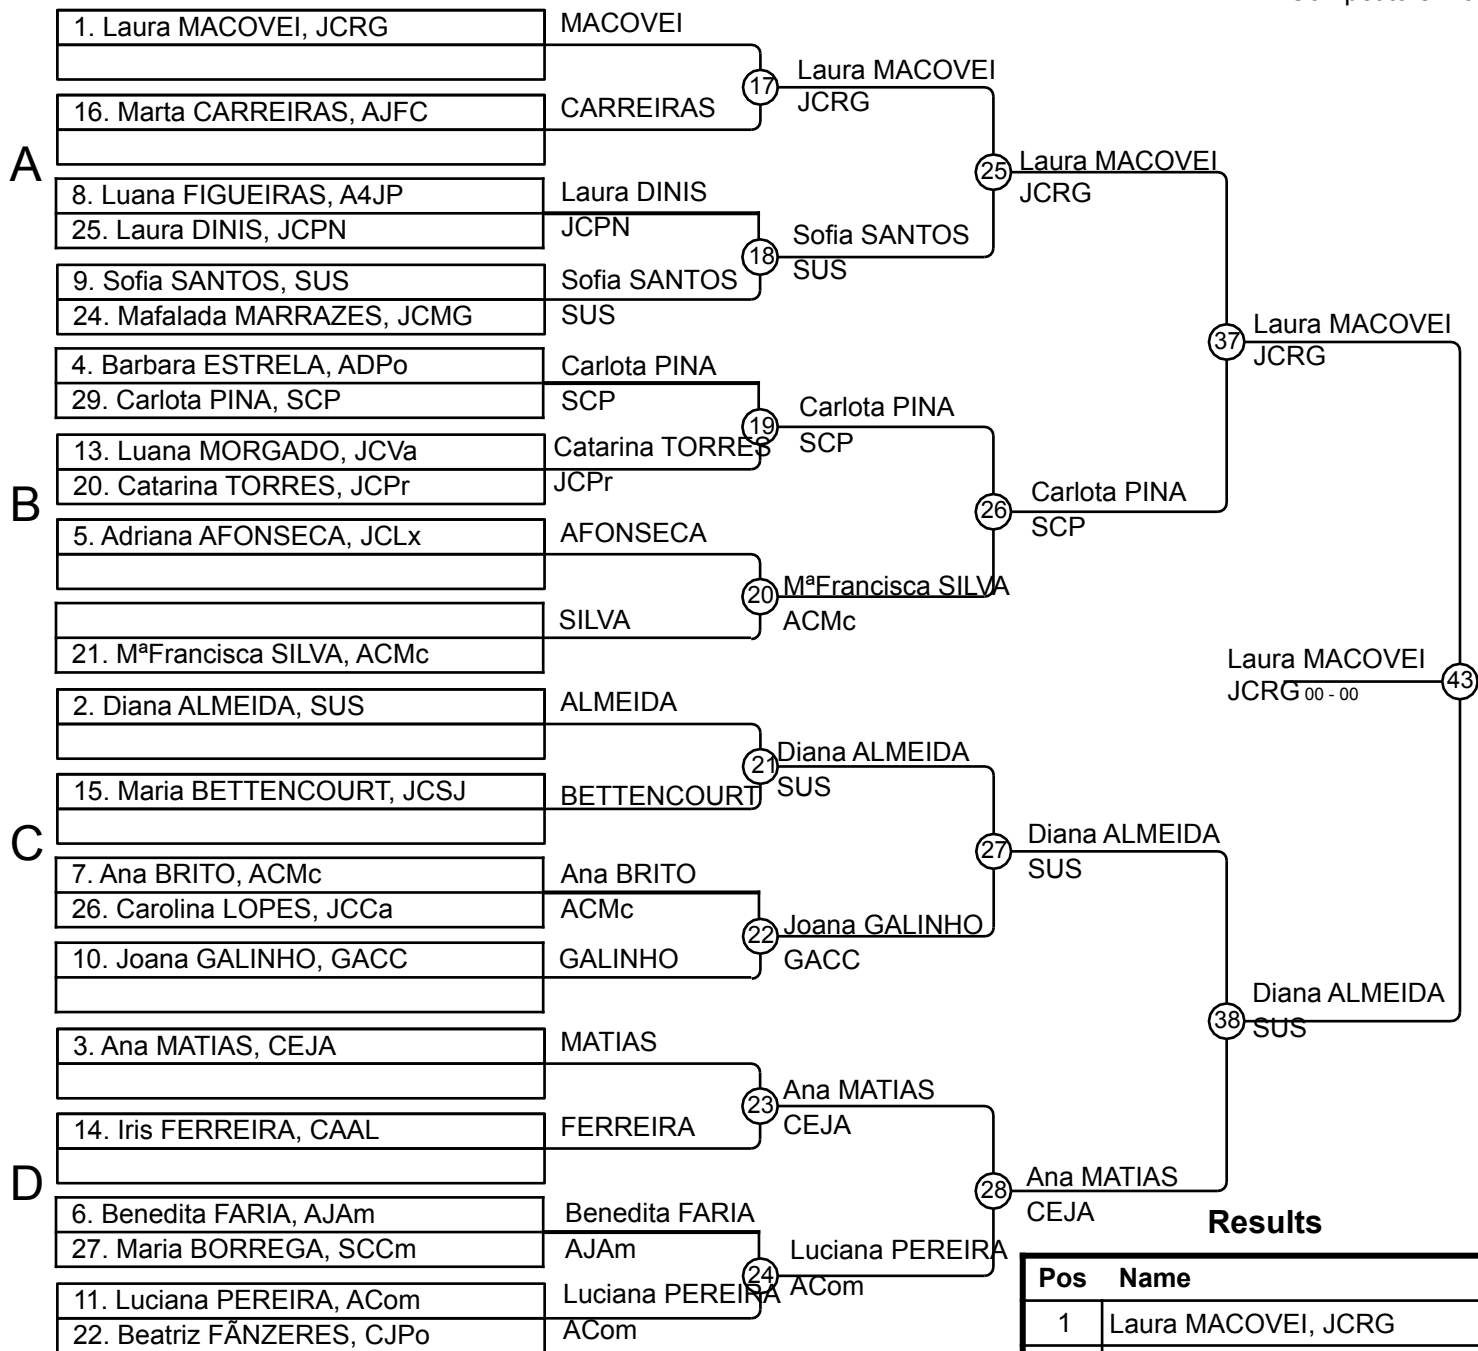 1. Laura MACOVEI, JCRG
MACOVEI
16. Marta CARREIRAS, AJFC
CARREIRAS
17
Laura MACOVEI
JCRG
A
8. Luana FIGUEIRAS, A4JP
25. Laura DINIS, JCPN
Laura DINIS
JCPN
9. Sofia SANTOS, SUS
24. Mafalada MARRAZES, JCMG
Sofia SANTOS
SUS
18
Sofia SANTOS
SUS
25
Laura MACOVEI
JCRG
4. Barbara ESTRELA, ADPo
29. Carlota PINA, SCP
Carlota PINA
SCP
13. Luana MORGADO, JCVa
20. Catarina TORRES, JCPr
Catarina TORRES
JCPr
19
Carlota PINA
SCP
B
5. Adriana AFONSECA, JCLx
AFONSECA
21. MªFrancisca SILVA, ACMc
SILVA
20
MªFrancisca SILVA
ACMc
26
Carlota PINA
SCP
37
Laura MACOVEI
JCRG
2. Diana ALMEIDA, SUS
ALMEIDA
15. Maria BETTENCOURT, JCSJ
BETTENCOURT
21
Diana ALMEIDA
SUS
C
7. Ana BRITO, ACMc
26. Carolina LOPES, JCCa
Ana BRITO
ACMc
10. Joana GALINHO, GACC
GALINHO
22
Joana GALINHO
GACC
27
Diana ALMEIDA
SUS
3. Ana MATIAS, CEJA
MATIAS
14. Iris FERREIRA, CAAL
FERREIRA
23
Ana MATIAS
CEJA
D
6. Benedita FARIA, AJAm
27. Maria BORREGA, SCCm
Benedita FARIA
AJAm
11. Luciana PEREIRA, ACom
22. Beatriz FÃNZERES, CJPo
Luciana PEREIRA
ACom
24
Luciana PEREIRA
ACom
28
Ana MATIAS
CEJA
38
Diana ALMEIDA
SUS
Laura MACOVEI
JCRG 00 - 00
43
Results
Pos Name
1 Laura MACOVEI, JCRG